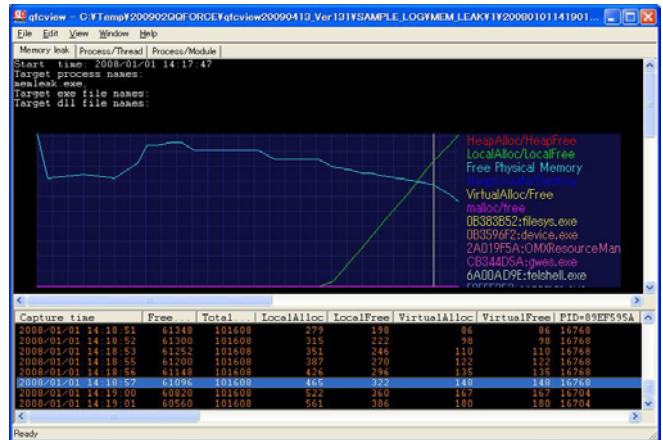 qfcview - C:¥Temp¥200902QQFORCE¥qfcview20090413_Ver131¥SAMPLE_LOG¥MEM_LEAK¥1¥20080101141901...
File Edit View Window Help
Memory leak Process/Thread Process/Module
Start time: 2008/01/01 14:17:47
Target process names:
memleak.exe,
Target exe file names:
Target dll file names:
HeapAlloc/HeapFree
LocalAlloc/LocalFree
Free Physical Memory
HeapCreate/Destroy
VirtualAlloc/Free
malloc/free
0B383B52:filesys.exe
0B3596F2:device.exe
2A019F5A:OMXResourceMan
CB344D5A:gwes.exe
6A00AD9E:telshell.exe
Capture time Free... Total... LocalAlloc LocalFree VirtualAlloc VirtualFree PID=89EF595A
2008/01/01 14:18:51 61348 101608 279 198 86 86 16768
2008/01/01 14:18:52 61300 101608 315 222 98 98 16768
2008/01/01 14:18:53 61252 101608 351 246 110 110 16768
2008/01/01 14:18:55 61200 101608 387 270 122 122 16768
2008/01/01 14:18:56 61148 101608 426 296 135 135 16768
2008/01/01 14:18:57 61096 101608 465 322 148 148 16768
2008/01/01 14:19:00 60820 101608 522 360 167 167 16704
2008/01/01 14:19:01 60560 101608 561 386 180 180 16704
Ready